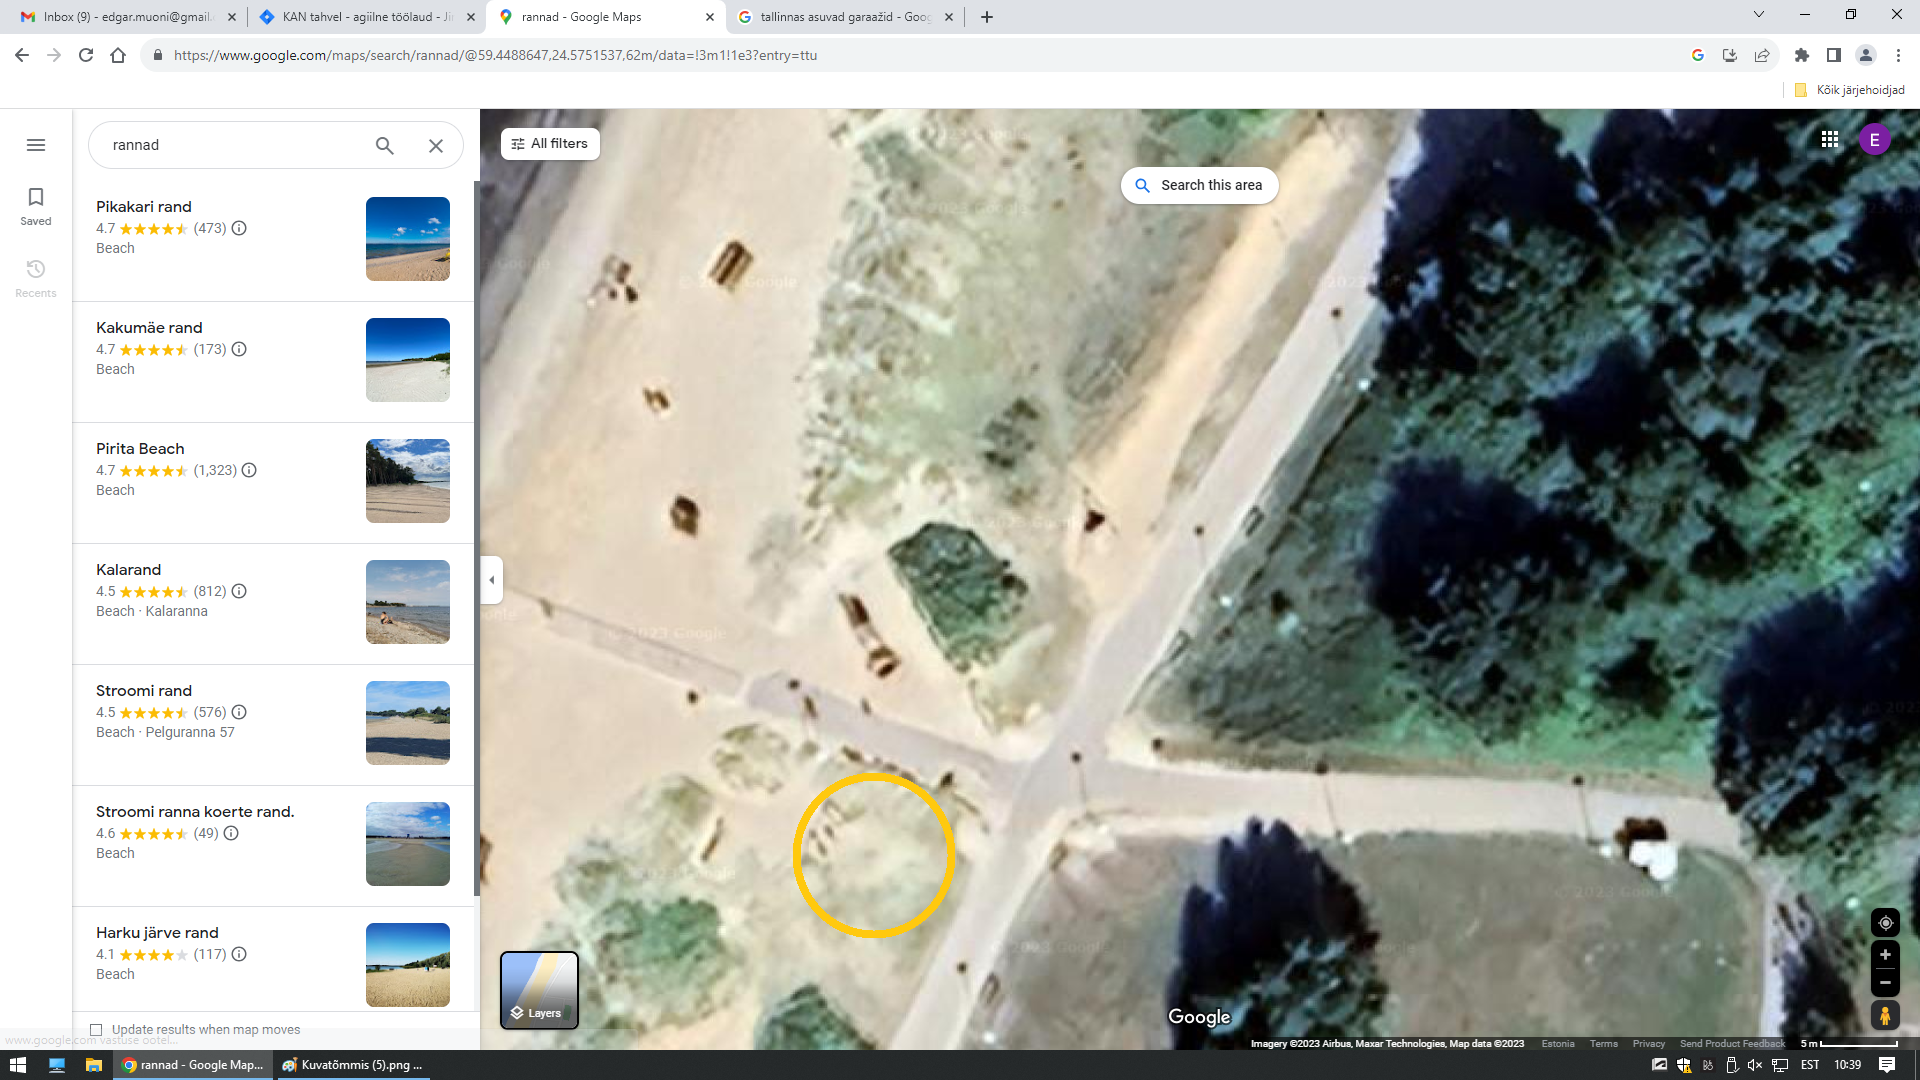 Inbox (9) - edgar.muoni@gmail.
KAN tahvel - agiilne töölaud - Jir
rannad - Google Maps
tallinnas asuvad garaažid - Goog
https://www.google.com/maps/search/rannad/@59.4488647,24.5751537,62m/data=!3m1!1e3?entry=ttu
Kõik järjehoidjad
rannad
All filters
E
Search this area
Saved
Recents
Pikakari rand
4.7 (473)
Beach
Kakumäe rand
4.7 (173)
Beach
Pirita Beach
4.7 (1,323)
Beach
Kalarand
4.5 (812)
Beach · Kalaranna
Stroomi rand
4.5 (576)
Beach · Pelguranna 57
Stroomi ranna koerte rand.
4.6 (49)
Beach
Harku järve rand
4.1 (117)
Beach
Update results when map moves
www.google.com vastuse ootel...
Layers
Google
Imagery ©2023 Airbus, Maxar Technologies, Map data ©2023
Estonia
Terms
Privacy
Send Product Feedback
5 m
rannad - Google Map...
Kuvatõmmis (5).png ...
EST
10:39